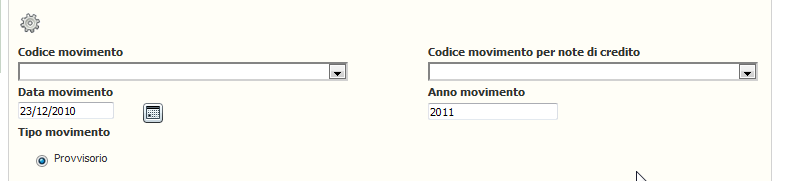 Codice movimento
Codice movimento per note di credito
Data movimento
Anno movimento
23/12/2010
2011
Tipo movimento
Provvisorio